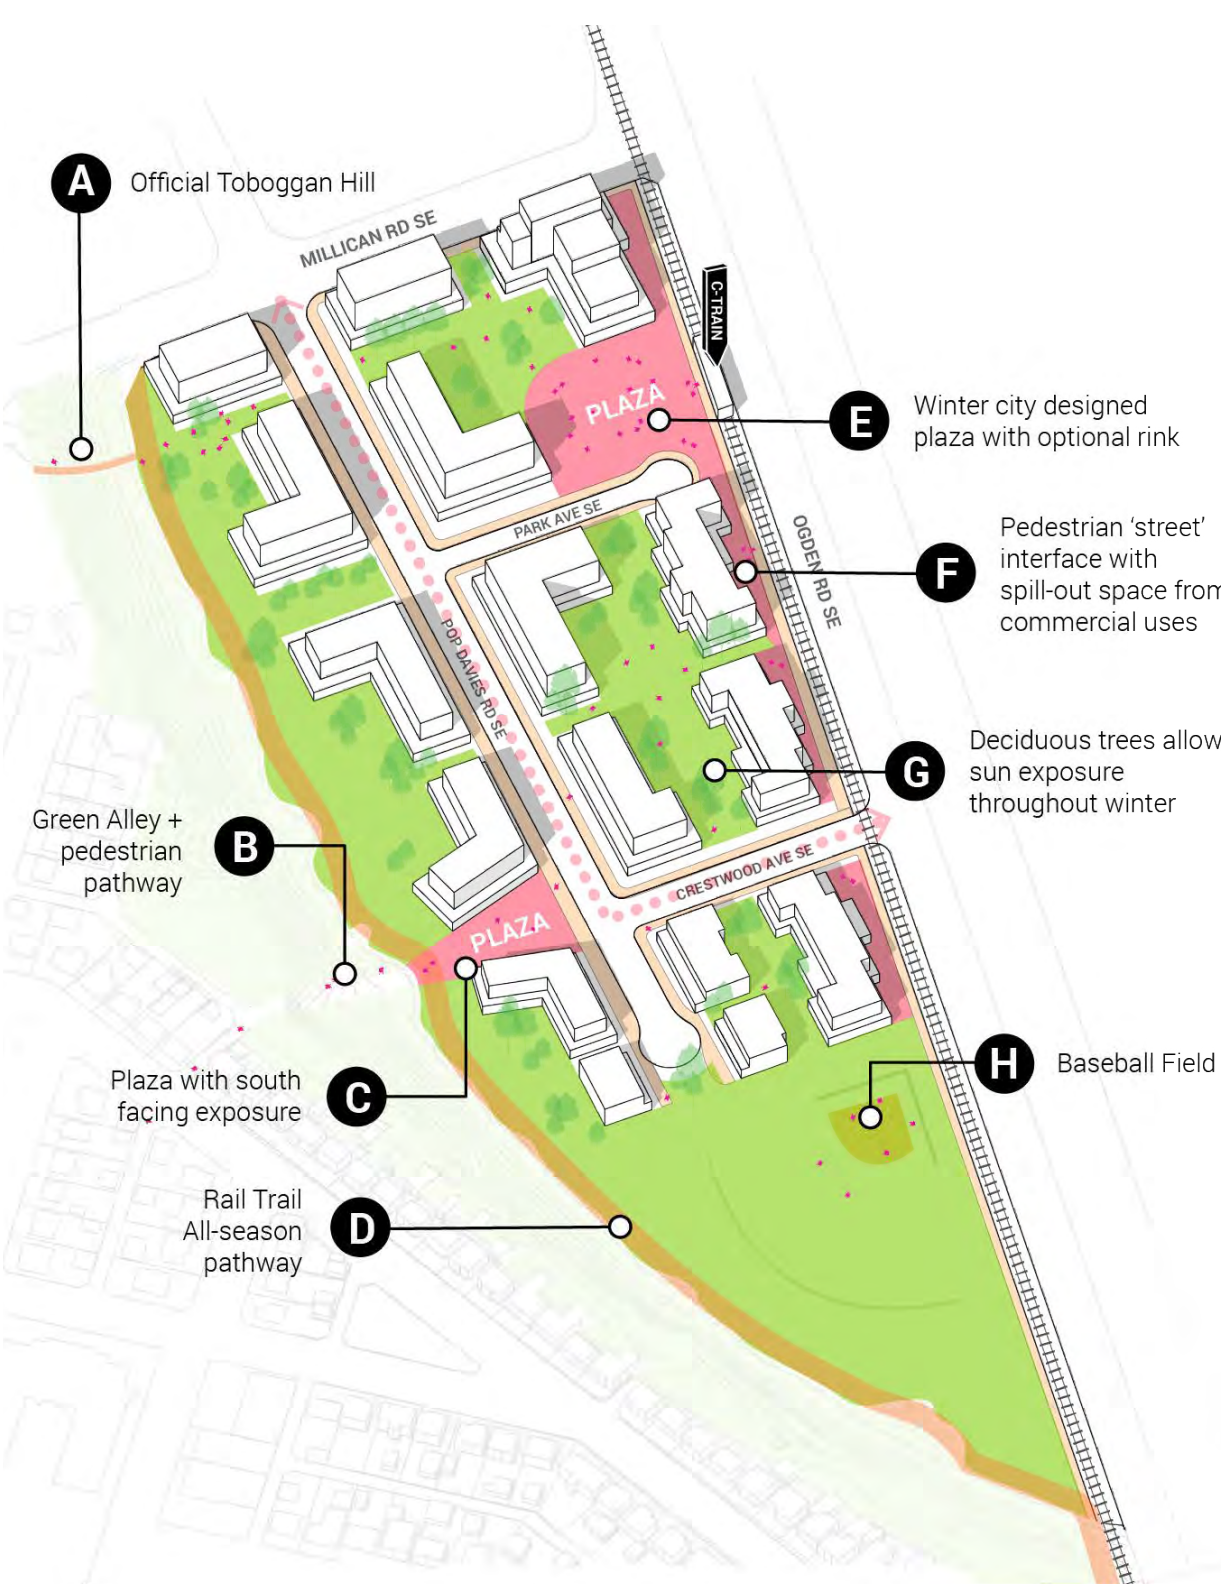 A
Official Toboggan Hill
MILLICAN RD SE
C-TRAIN
PLAZA
E
Winter city designed
plaza with optional rink
PARK AVE SE
OGDEN RD SE
F
Pedestrian ‘street’
interface with
spill-out space from
commercial uses
POP DAVIES RD SE
G
Deciduous trees allow
sun exposure
throughout winter
Green Alley +
pedestrian
pathway
B
CRESTWOOD AVE SE
PLAZA
Plaza with south
facing exposure
C
H
Baseball Field
Rail Trail
All-season
pathway
D